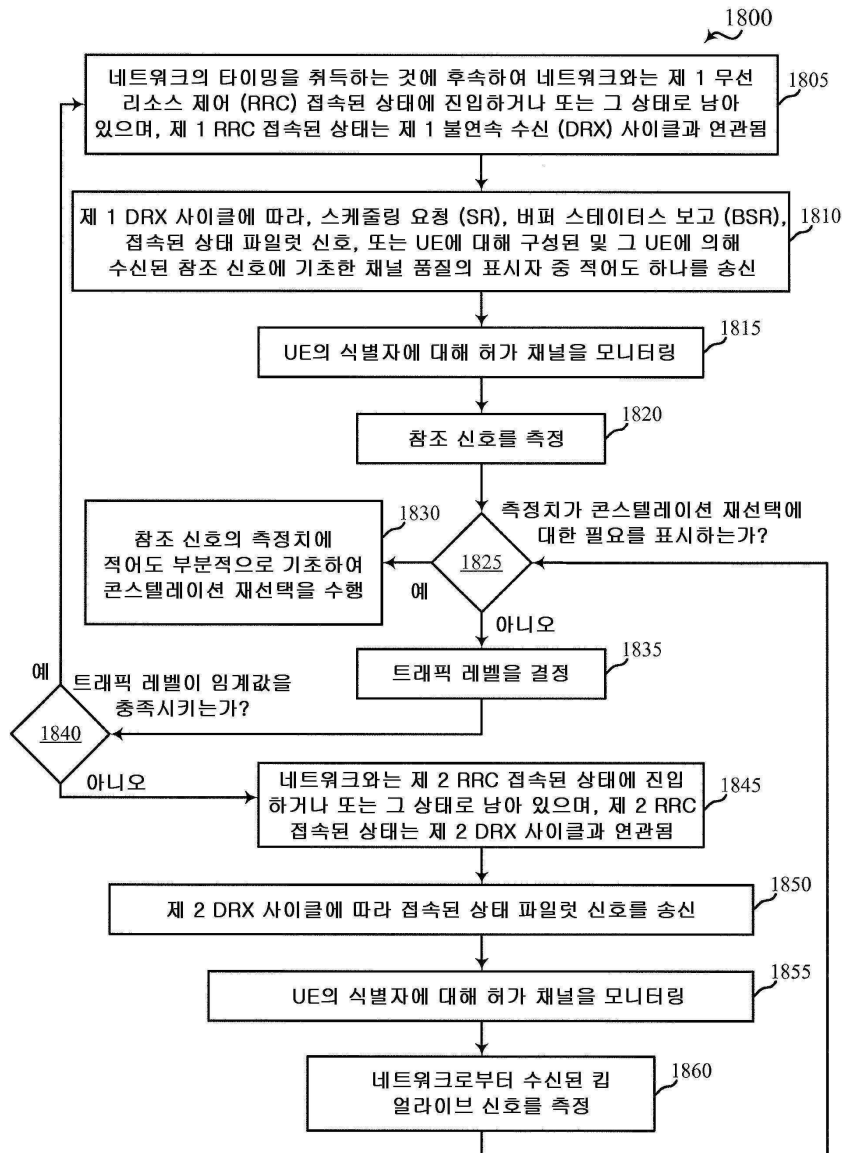 1800
네트워크의 타이밍을 취득하는 것에 후속하여 네트워크와는 제 1 무선
리소스 제어 (RRC) 접속된 상태에 진입하거나 또는 그 상태로 남아
있으며, 제 1 RRC 접속된 상태는 제 1 불연속 수신 (DRX) 사이클과 연관됨
1805
제 1 DRX 사이클에 따라, 스케줄링 요청 (SR), 버퍼 스테이터스 보고 (BSR),
접속된 상태 파일럿 신호, 또는 UE에 대해 구성된 및 그 UE에 의해
수신된 참조 신호에 기초한 채널 품질의 표시자 중 적어도 하나를 송신
1810
UE의 식별자에 대해 허가 채널을 모니터링
1815
참조 신호를 측정
1820
측정치가 콘스텔레이션 재선택에
대한 필요를 표시하는가?
1825
예
아니오
참조 신호의 측정치에
적어도 부분적으로 기초하여
콘스텔레이션 재선택을 수행
1830
트래픽 레벨을 결정
1835
예
트래픽 레벨이 임계값을
충족시키는가?
1840
아니오
네트워크와는 제 2 RRC 접속된 상태에 진입
하거나 또는 그 상태로 남아 있으며, 제 2 RRC
접속된 상태는 제 2 DRX 사이클과 연관됨
1845
제 2 DRX 사이클에 따라 접속된 상태 파일럿 신호를 송신
1850
UE의 식별자에 대해 허가 채널을 모니터링
1855
네트워크로부터 수신된 킵
얼라이브 신호를 측정
1860